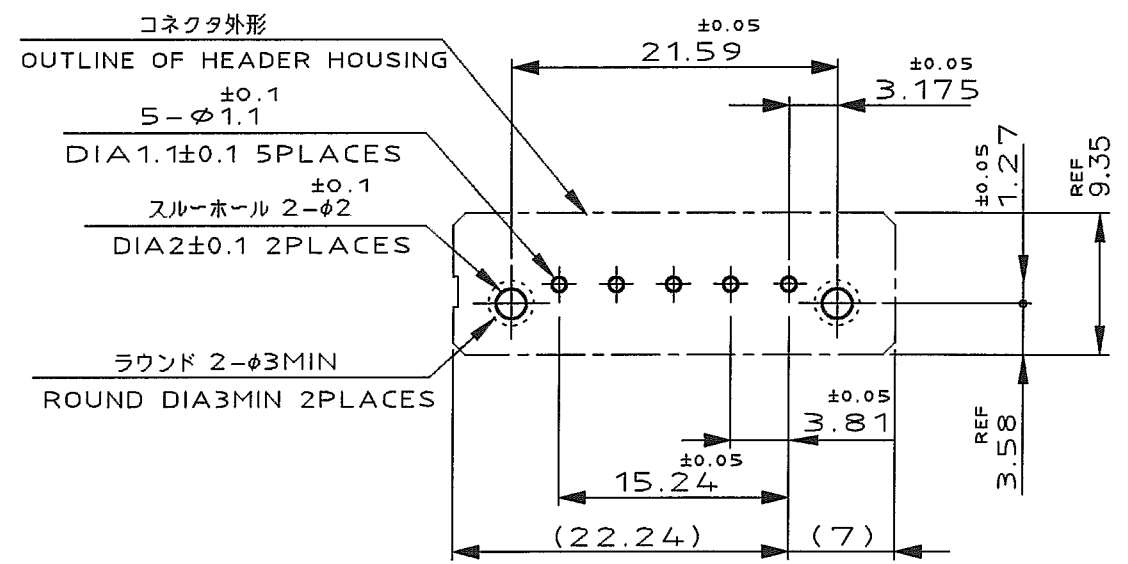 コネクタ外形
OUTLINE OF HEADER HOUSING
±0.1
5-φ1.1
DIA1.1±0.1 5PLACES
±0.1
スルーホール 2-φ2
DIA2±0.1 2PLACES
ラウンド 2-φ3MIN
ROUND DIA3MIN 2PLACES
±0.05
21.59
±0.05
3.175
±0.05
1.27
REF
9.35
±0.05
3.81
REF
3.58
±0.05
15.24
(22.24)
(7)